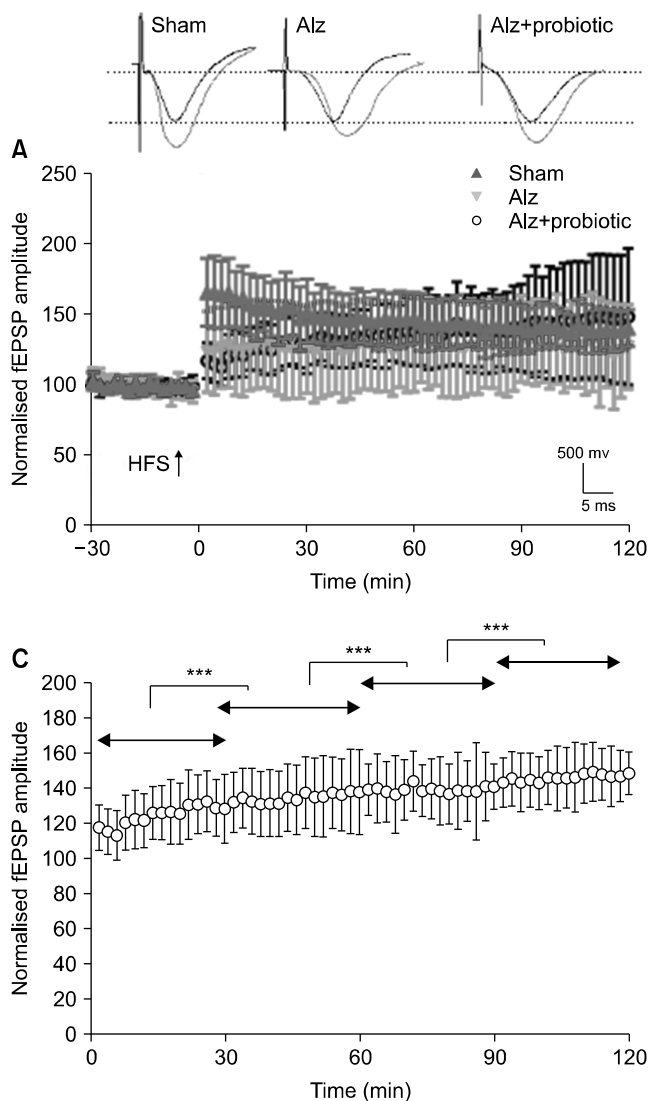 Sham Alz Alz+probiotic
A
250
Sham
Alz
Alz+probiotic
200
150
100
50
0
Normalised fEPSP amplitude
HFS
500 mv
5 ms
−30 0 30 60 90 120
Time (min)
C
*** *** ***
200
180
160
140
120
100
80
60
40
20
0
Normalised fEPSP amplitude
0 30 60 90 120
Time (min)